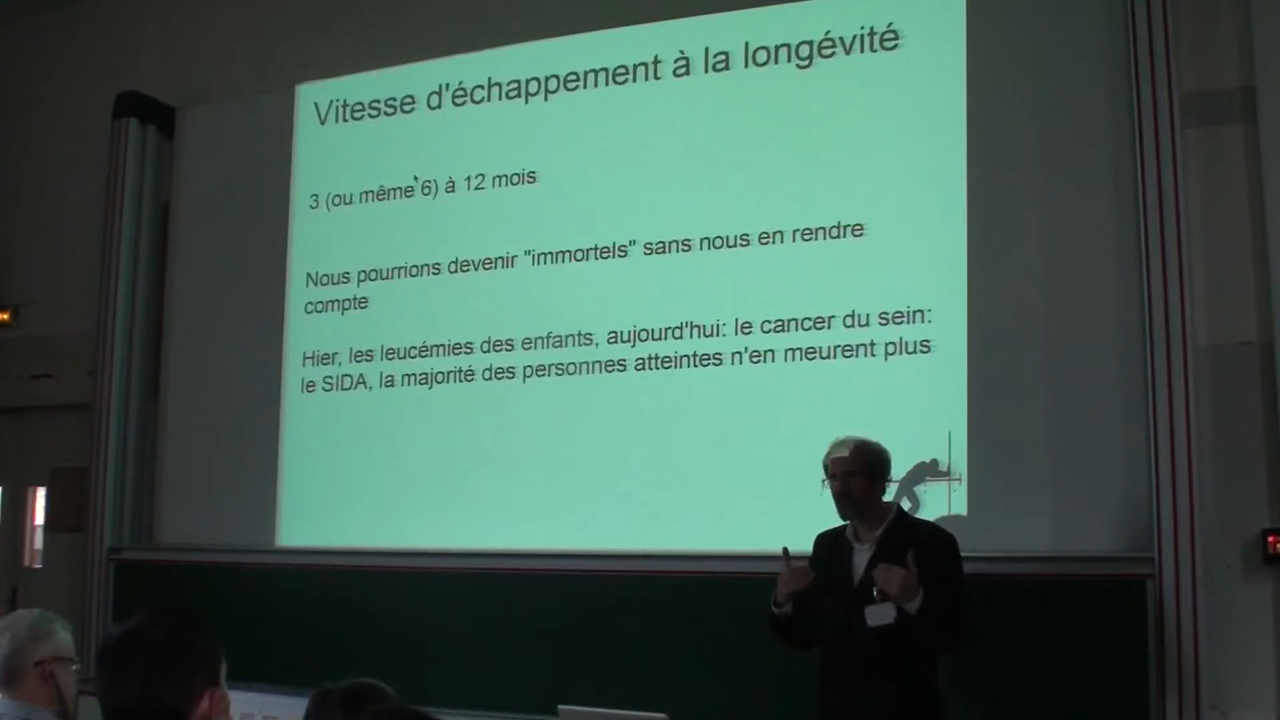 Vitesse d'échappement à la longévité
3 (ou même 6) à 12 mois
Nous pourrions devenir "immortels" sans nous en rendre
compte
Hier, les leucémies des enfants, aujourd'hui: le cancer du sein:
le SIDA, la majorité des personnes atteintes n'en meurent plus